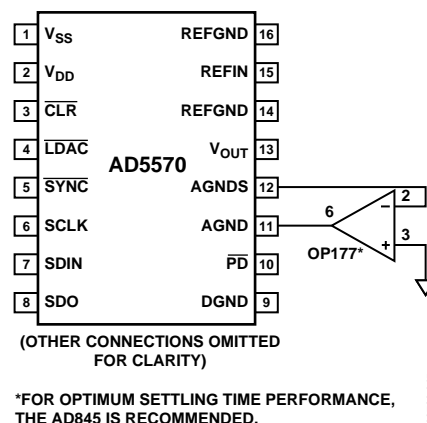 1 VSS REFGND 16
2 VDD REFIN 15
3 CLR REFGND 14
4 LDAC VOUT 13
AD5570
5 SYNC AGNDS 12
2
–
6 SCLK AGND 11
6
3
+
OP177*
7 SDIN PD 10
8 SDO DGND 9
(OTHER CONNECTIONS OMITTED
FOR CLARITY)
*FOR OPTIMUM SETTLING TIME PERFORMANCE,
THE AD845 IS RECOMMENDED.